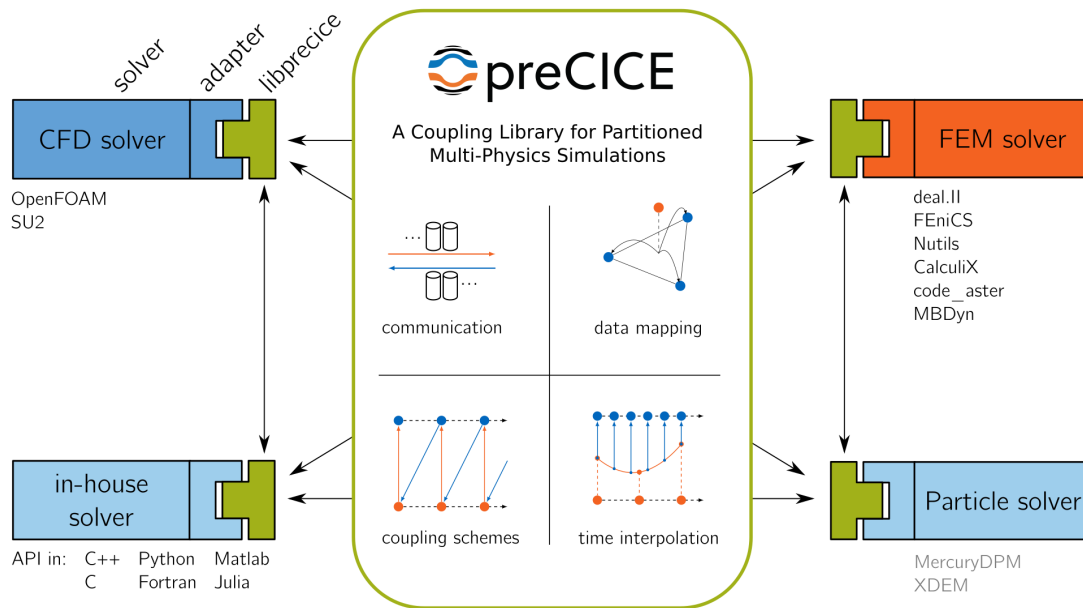 solver
adapter
libprecice
preCICE
A Coupling Library for Partitioned
Multi-Physics Simulations
CFD solver
OpenFOAM
SU2
FEM solver
deal.II
FEniCS
Nutils
CalculiX
code_aster
MBDyn
...
...
communication
data mapping
coupling schemes
time interpolation
in-house
solver
API in: C++ Python Matlab
C Fortran Julia
Particle solver
MercuryDPM
XDEM